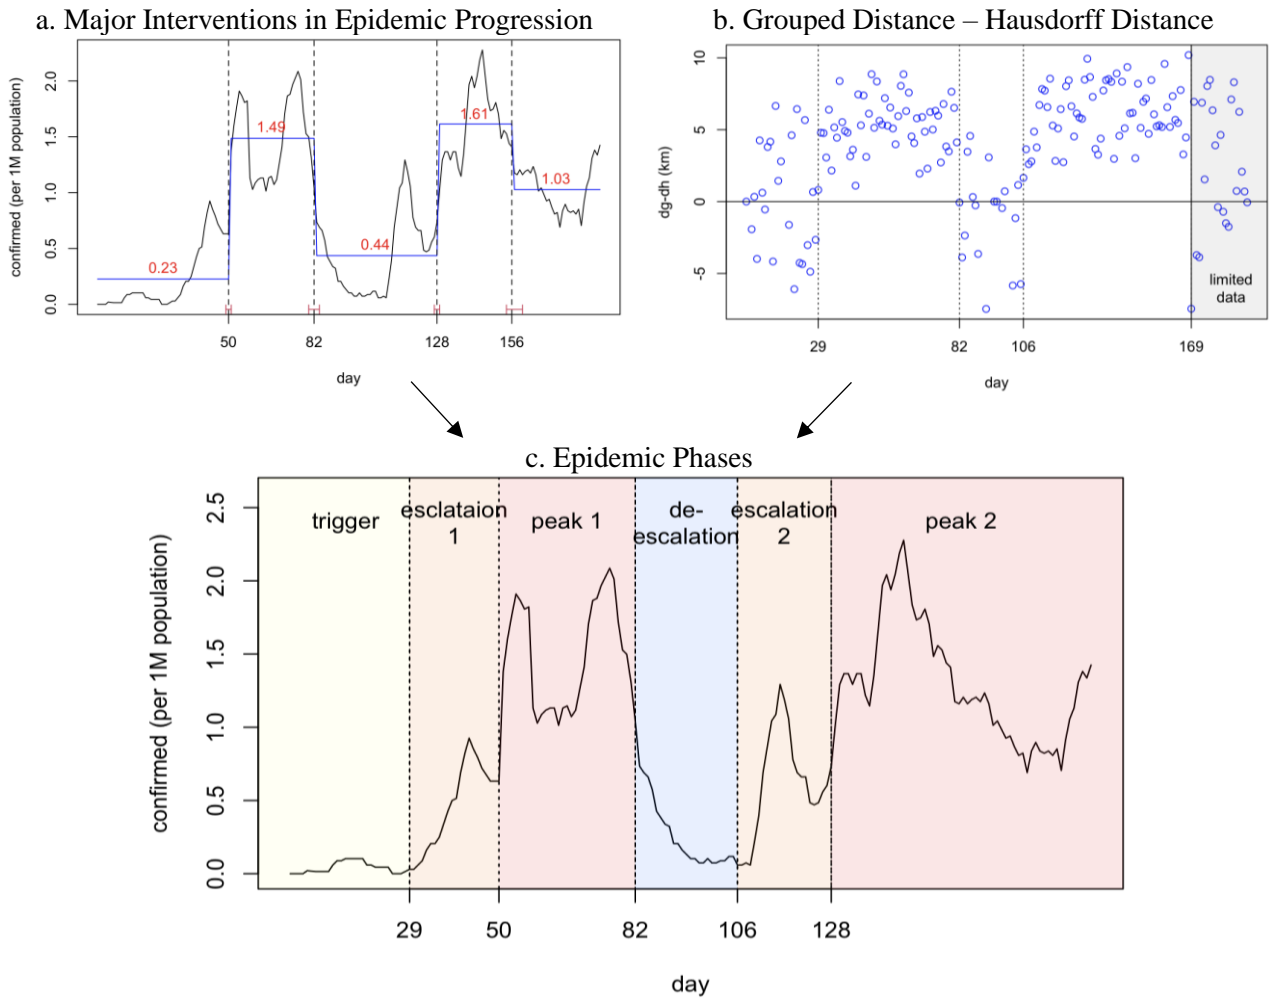 a. Major Interventions in Epidemic Progression
confirmed (per 1M population)
0.0
0.5
1.0
1.5
2.0
0.23
1.49
0.44
1.61
1.03
50
82
128
156
day
b. Grouped Distance – Hausdorff Distance
dg-dh (km)
10
5
0
-5
limited
data
29
82
106
169
day
c. Epidemic Phases
confirmed (per 1M population)
2.5
2.0
1.5
1.0
0.5
0.0
trigger
esclataion
1
peak 1
de-
escalation
escalation
2
peak 2
29
50
82
106
128
day